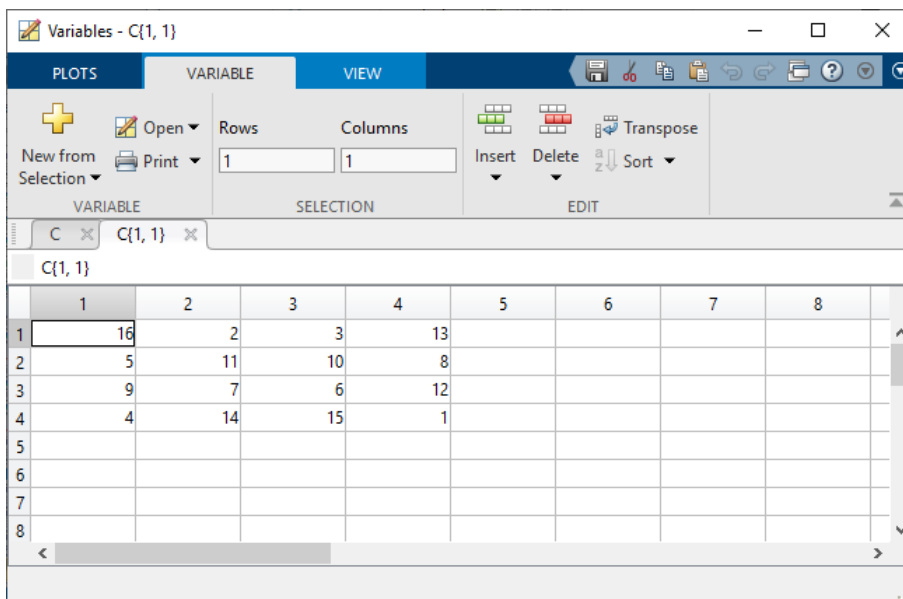 Variables - C{1, 1}
PLOTS VARIABLE VIEW
New from Selection
Open
Print
VARIABLE
Rows Columns
1 1
SELECTION
Insert Delete
Transpose
Sort
EDIT
C C{1, 1}
C{1, 1}
1 2 3 4 5 6 7 8
1 16 2 3 13
2 5 11 10 8
3 9 7 6 12
4 4 14 15 1
5
6
7
8